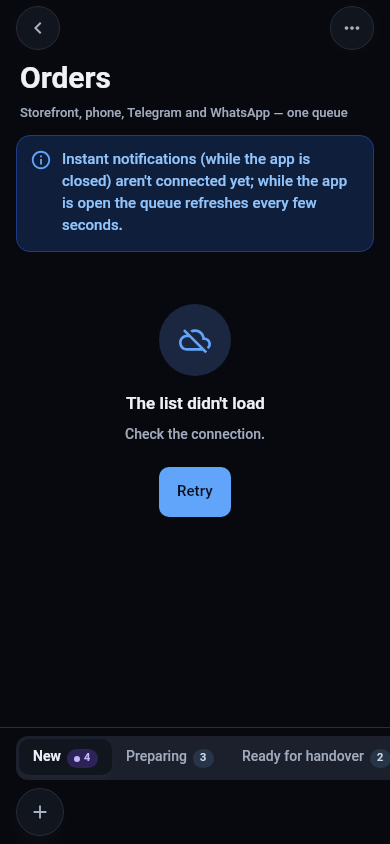 Orders
Storefront, phone, Telegram and WhatsApp — one queue
Instant notifications (while the app is
closed) aren't connected yet; while the app
is open the queue refreshes every few
seconds.
The list didn't load
Check the connection.
Retry
New 4 Preparing 3 Ready for handover 2